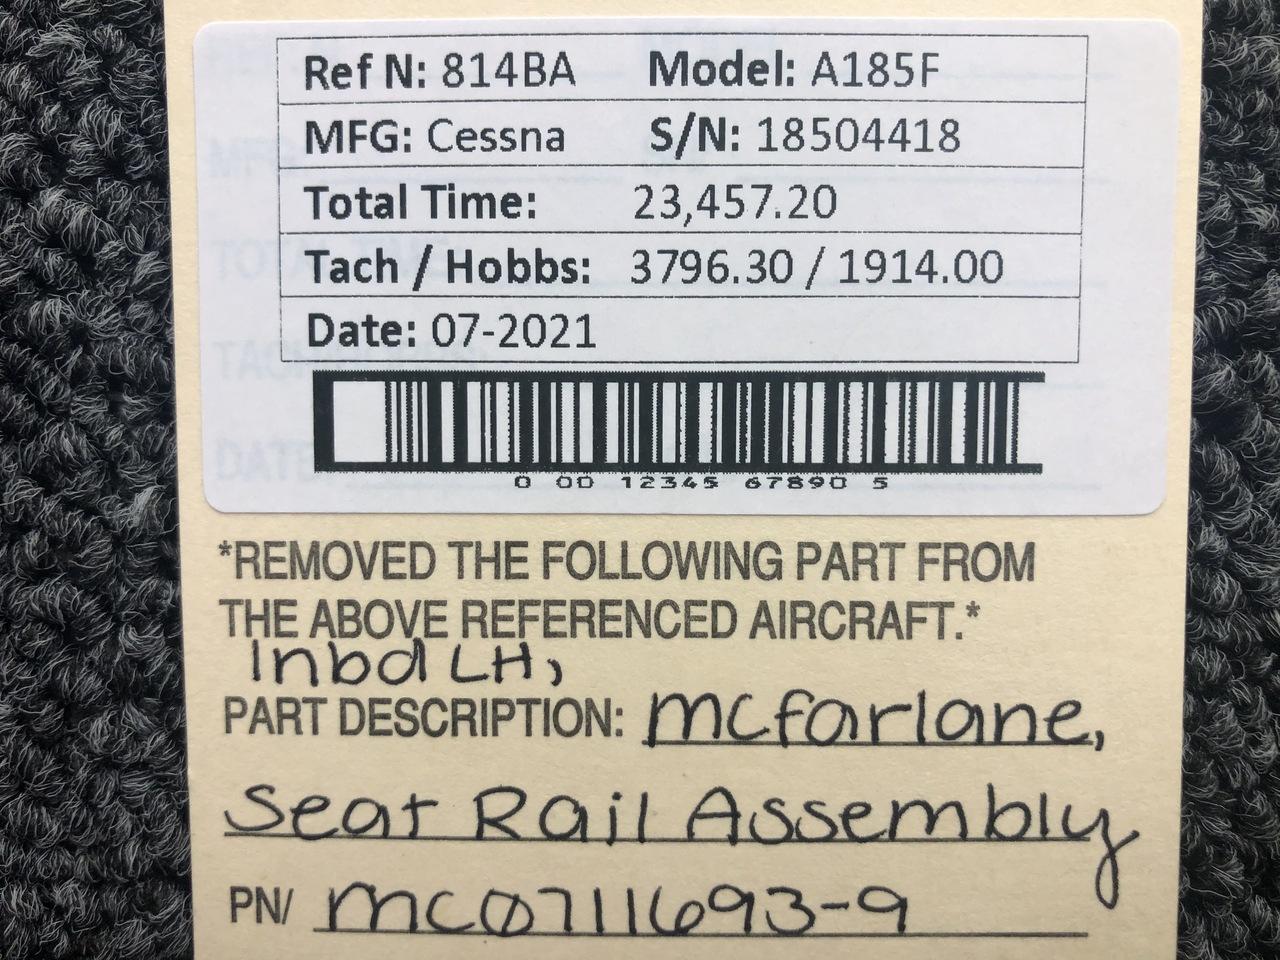 Ref N: 814BA Model: A185F
MFG: Cessna S/N: 18504418
Total Time: 23,457.20
Tach / Hobbs: 3796.30 / 1914.00
Date: 07-2021
0 00 12345 67890 5
*REMOVED THE FOLLOWING PART FROM
THE ABOVE REFERENCED AIRCRAFT.*
Inbd LH,
PART DESCRIPTION: mcfarlane,
Seat Rail Assembly
PN/ MC0711693-9